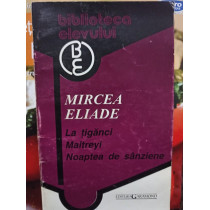 biblioteca
elevului
BE
MIRCEA
ELIADE
La țigănci
Maitreyi
Noaptea de sânziene